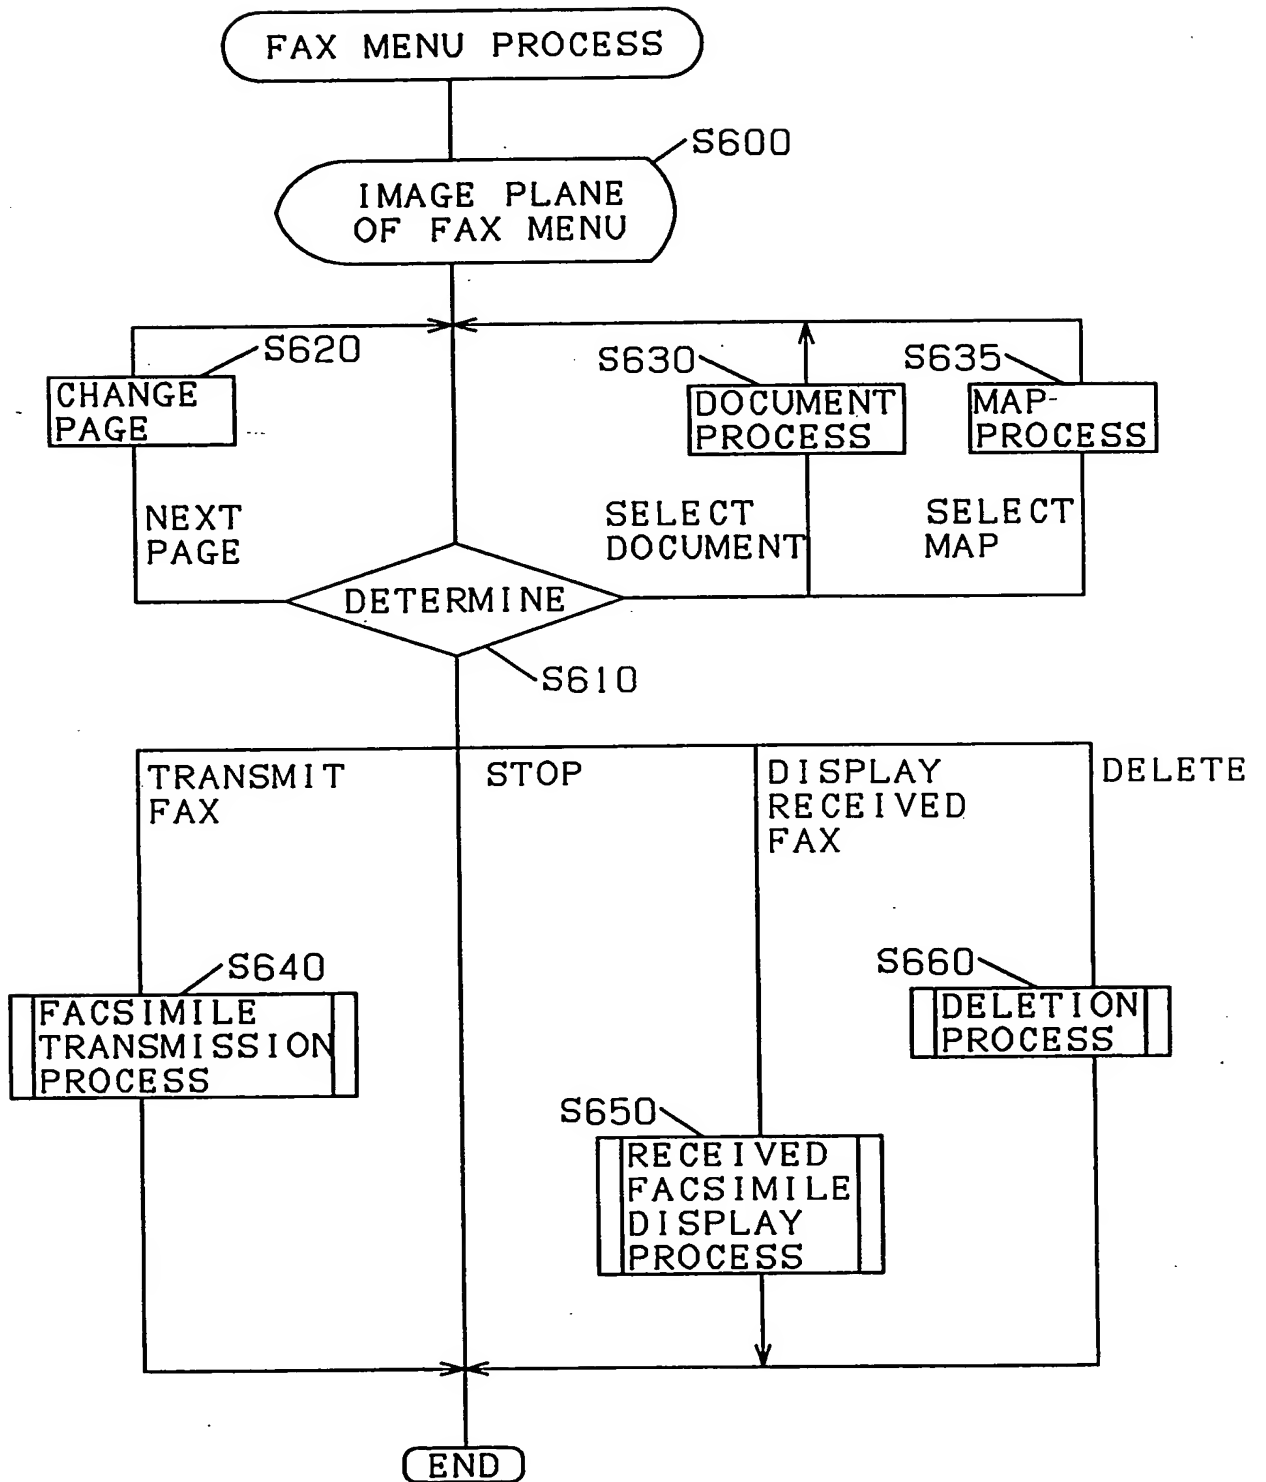 FAX MENU PROCESS
S600
IMAGE PLANE
OF FAX MENU
S620
CHANGE
PAGE
S630
DOCUMENT
PROCESS
S635
MAP-
PROCESS
NEXT
PAGE
SELECT
DOCUMENT
SELECT
MAP
DETERMINE
S610
TRANSMIT
FAX
STOP
DISPLAY
RECEIVED
FAX
DELETE
S640
FACSIMILE
TRANSMISSION
PROCESS
S660
DELETION
PROCESS
S650
RECEIVED
FACSIMILE
DISPLAY
PROCESS
END